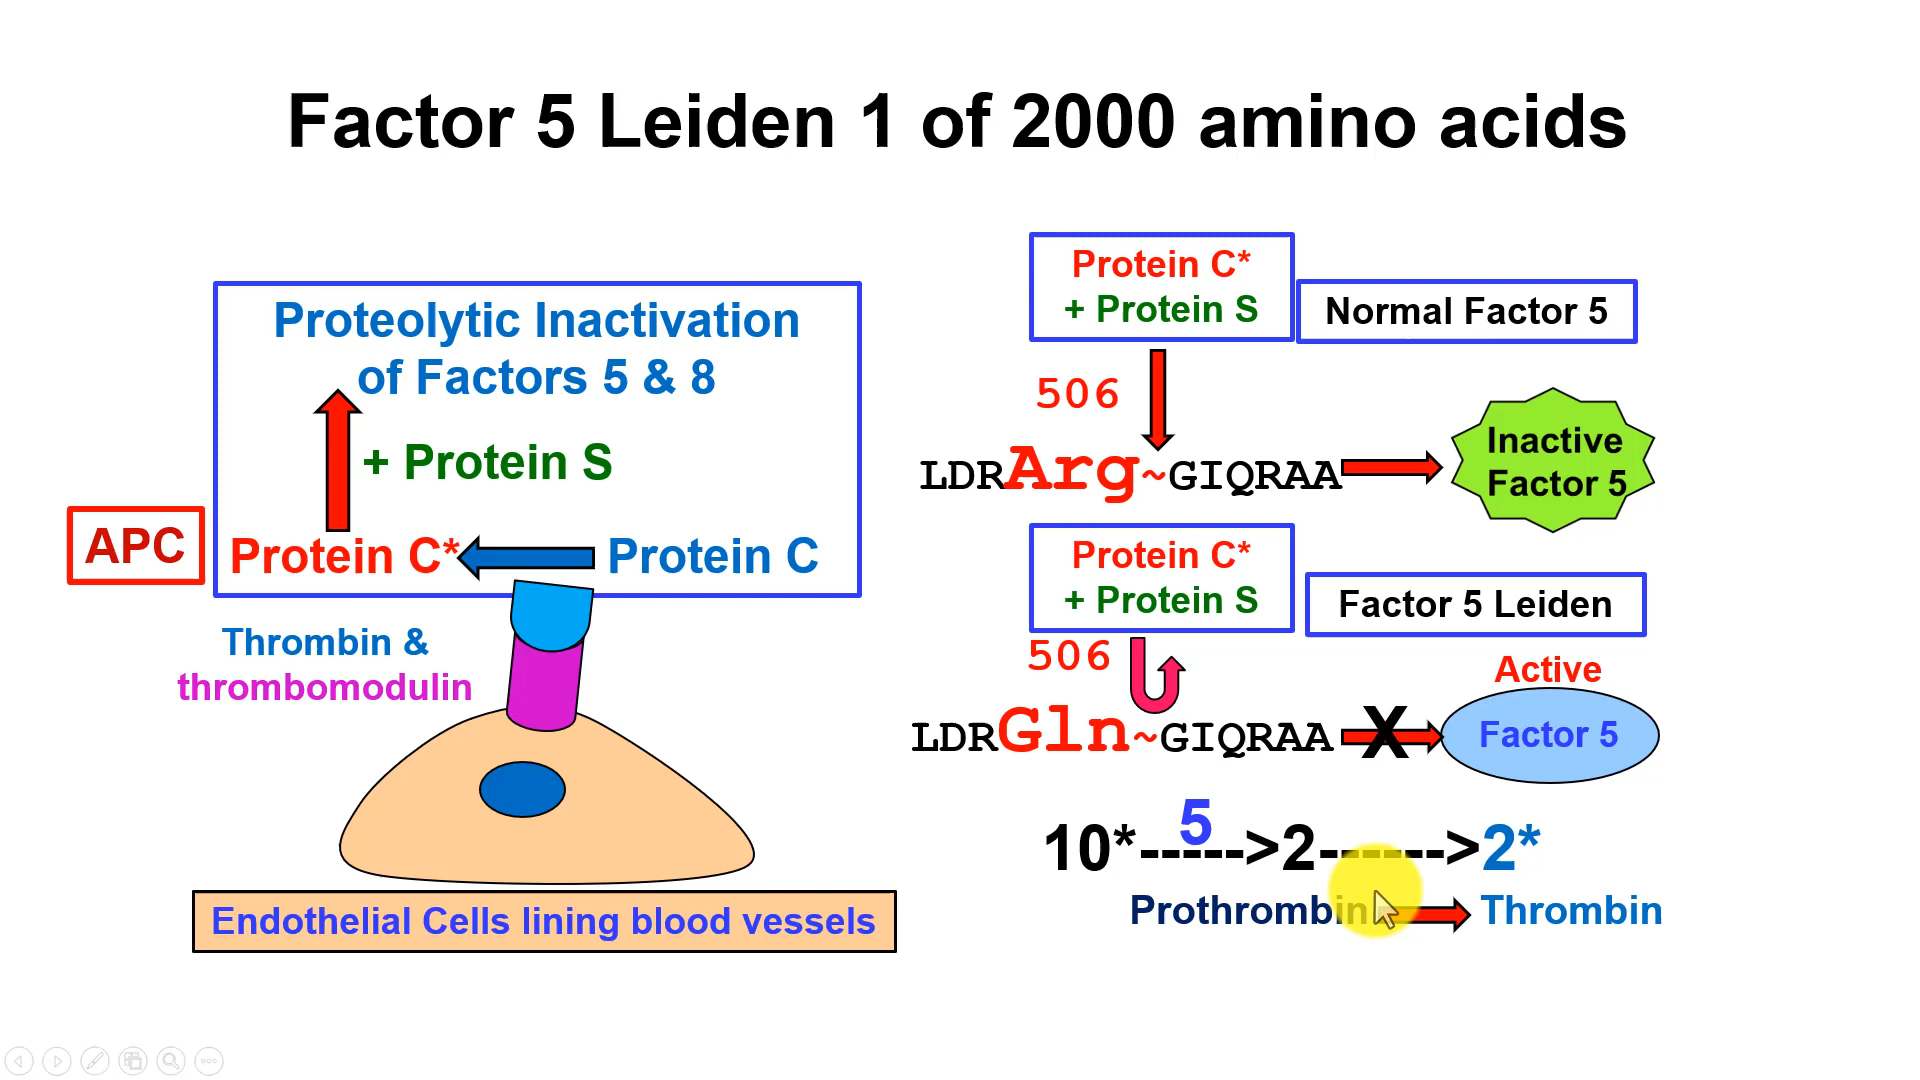 Factor 5 Leiden 1 of 2000 amino acids
Proteolytic Inactivation
of Factors 5 & 8
+ Protein S
APC
Protein C*
Protein C
Thrombin &
thrombomodulin
Endothelial Cells lining blood vessels
Protein C*
+ Protein S
Normal Factor 5
506
LDRArg~GIQRAA
Inactive
Factor 5
Protein C*
+ Protein S
Factor 5 Leiden
506
Active
LDRGln~GIQRAA
X
Factor 5
5
10*----->2------>2*
Prothrombin
Thrombin